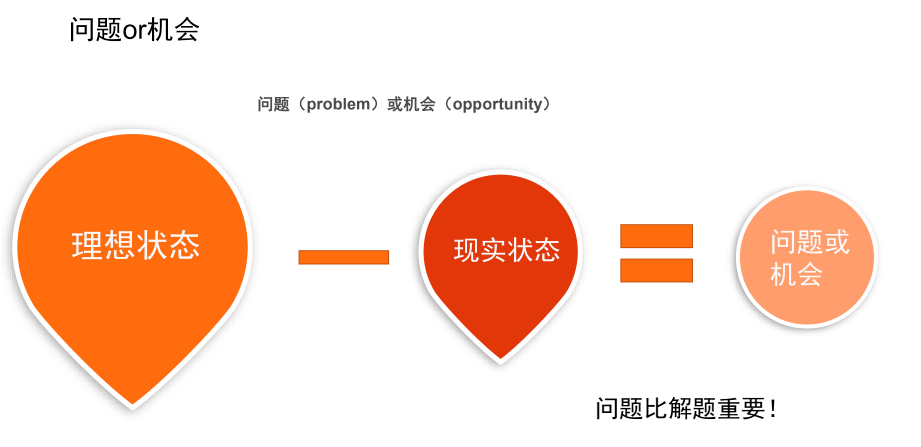 问题or机会
问题（problem）或机会（opportunity）
理想状态
现实状态
问题或
机会
问题比解题重要！